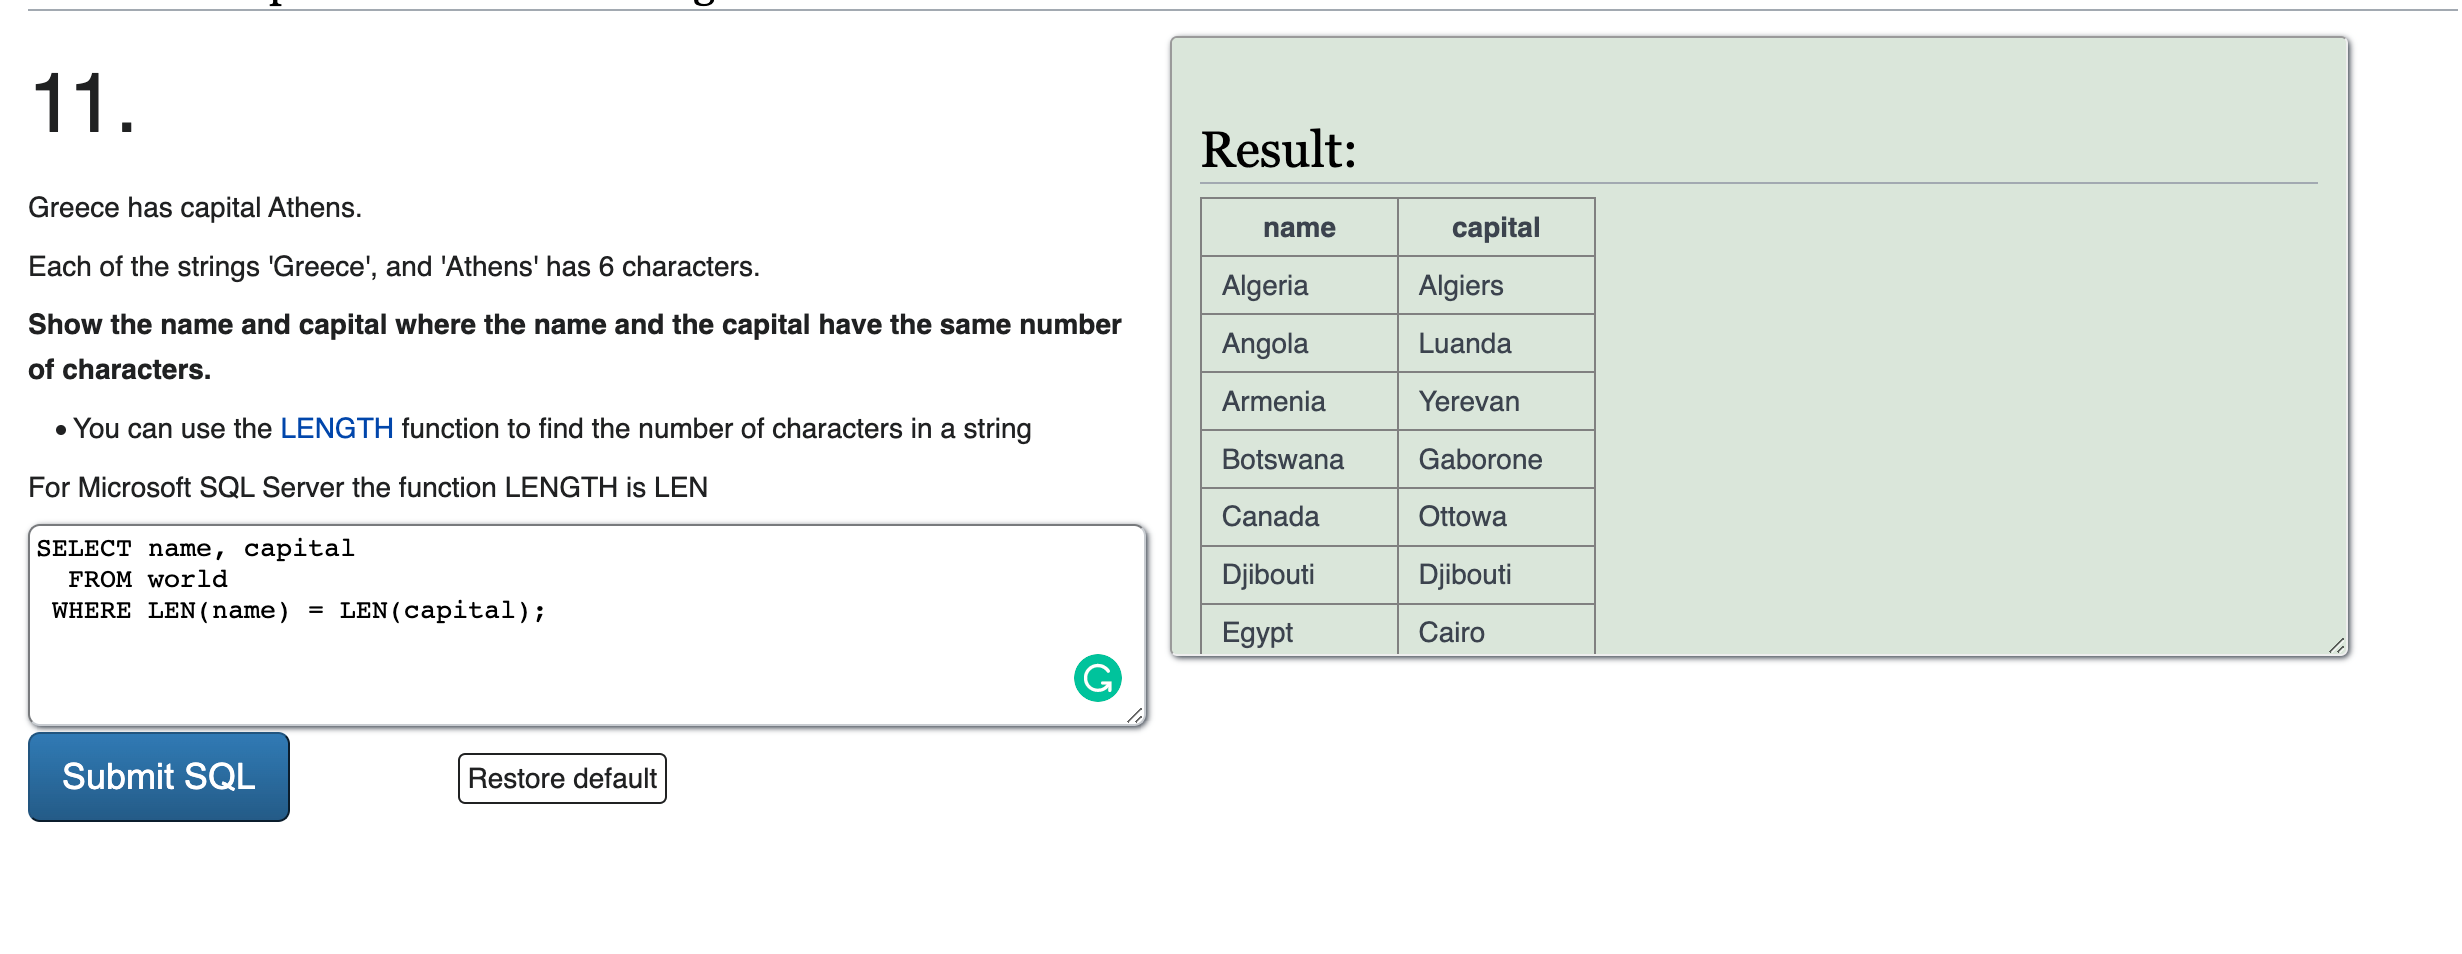 11.
Greece has capital Athens.
Each of the strings 'Greece', and 'Athens' has 6 characters.
Show the name and capital where the name and the capital have the same number
of characters.
• You can use the LENGTH function to find the number of characters in a string
For Microsoft SQL Server the function LENGTH is LEN
SELECT name, capital
FROM world
WHERE LEN(name) = LEN(capital);
Submit SQL
Restore default
Result:
name capital
Algeria Algiers
Angola Luanda
Armenia Yerevan
Botswana Gaborone
Canada Ottowa
Djibouti Djibouti
Egypt Cairo